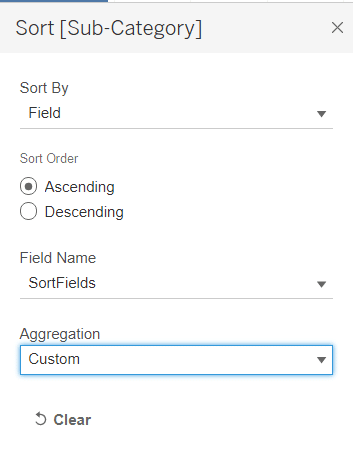 Sort [Sub-Category]
Sort By
Field
Sort Order
Ascending
Descending
Field Name
SortFields
Aggregation
Custom
Clear